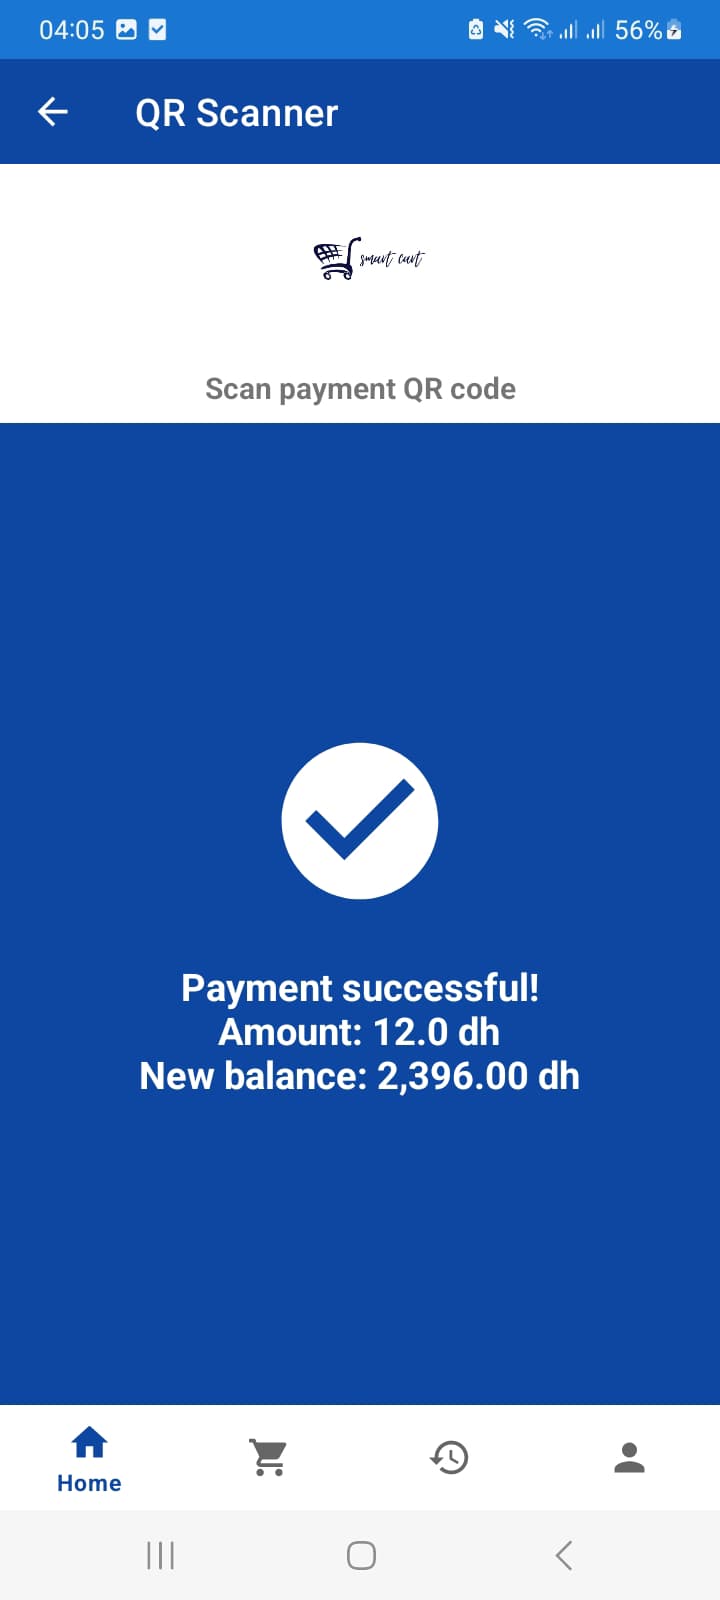 04:05
56%
QR Scanner
smart cart
Scan payment QR code
Payment successful!
Amount: 12.0 dh
New balance: 2,396.00 dh
Home